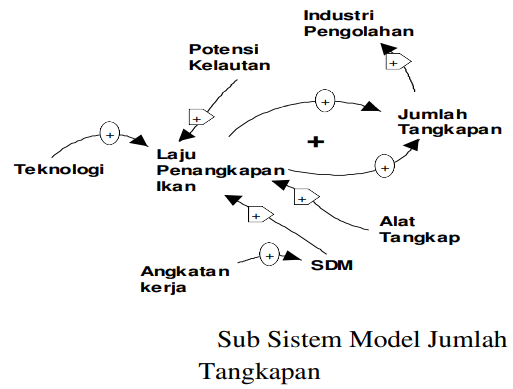 Industri
Pengolahan
Potensi
Kelautan
+
+
+
Jumlah
Tangkapan
+
+
Teknologi
Laju
Penangkapan
Ikan
+
+
+
Alat
Tangkap
+
Angkatan
kerja
SDM
Sub Sistem Model Jumlah
Tangkapan